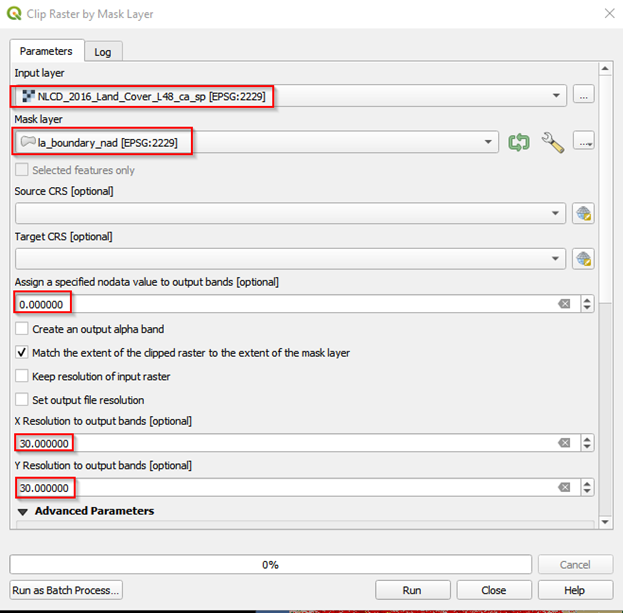 Clip Raster by Mask Layer
Parameters
Log
Input layer
NLCD_2016_Land_Cover_L48_ca_sp [EPSG:2229]
...
Mask layer
la_boundary_nad [EPSG:2229]
...
Selected features only
Source CRS [optional]
Target CRS [optional]
Assign a specified nodata value to output bands [optional]
0.000000
Create an output alpha band
Match the extent of the clipped raster to the extent of the mask layer
Keep resolution of input raster
Set output file resolution
X Resolution to output bands [optional]
30.000000
Y Resolution to output bands [optional]
30.000000
Advanced Parameters
0%
Cancel
Run as Batch Process...
Run
Close
Help